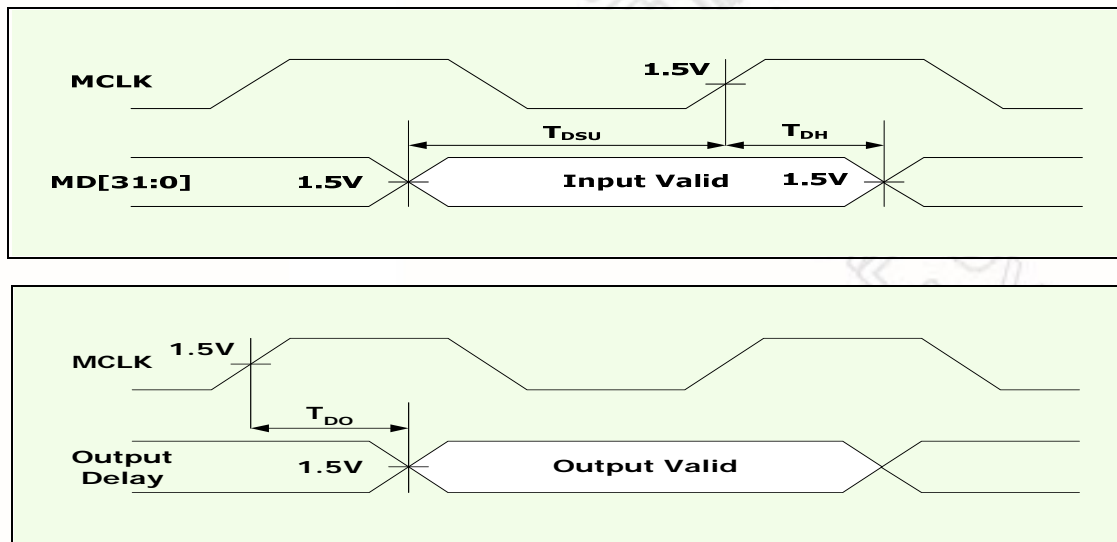 MCLK
1.5V
TDSU
TDH
MD[31:0]
1.5V
Input Valid
1.5V
MCLK
1.5V
TDO
Output
Delay
1.5V
Output Valid